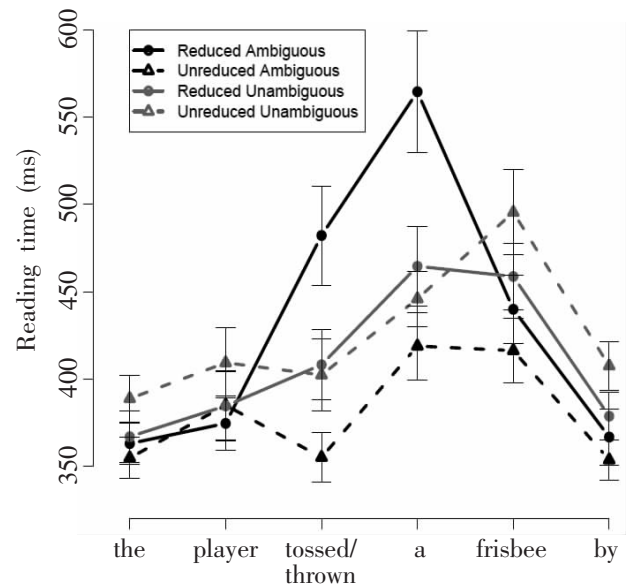 600
Reduced Ambiguous
Unreduced Ambiguous
Reduced Unambiguous
Unreduced Unambiguous
550
500
450
400
350
Reading time (ms)
the player tossed/ a frisbee by
thrown